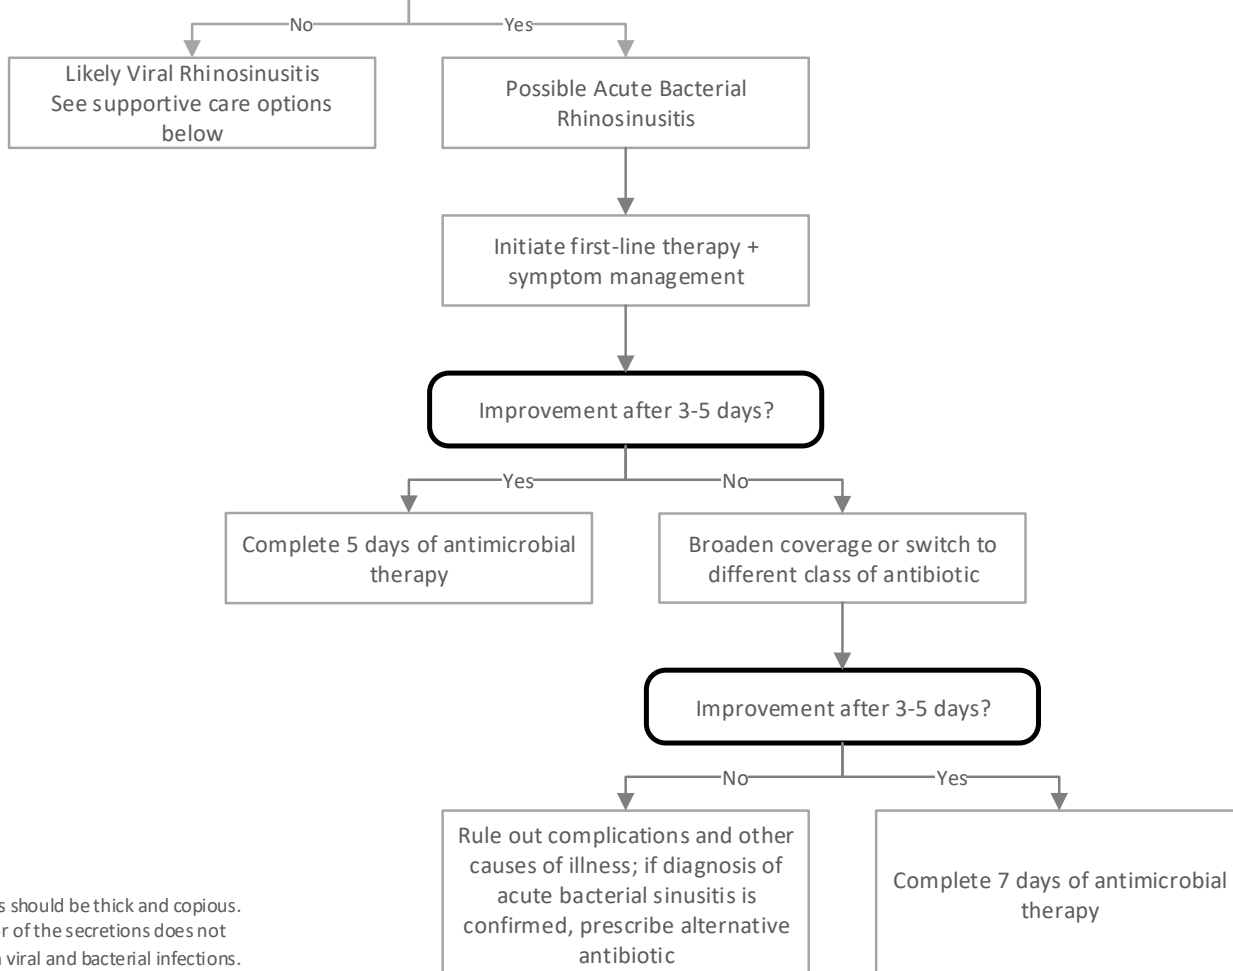 No
Yes
Likely Viral Rhinosinusitis
See supportive care options
below
Possible Acute Bacterial
Rhinosinusitis
Initiate first-line therapy +
symptom management
Improvement after 3-5 days?
Yes
No
Complete 5 days of antimicrobial
therapy
Broaden coverage or switch to
different class of antibiotic
Improvement after 3-5 days?
No
Yes
Rule out complications and other
causes of illness; if diagnosis of
acute bacterial sinusitis is
confirmed, prescribe alternative
antibiotic
Complete 7 days of antimicrobial
therapy
should be thick and copious.
of the secretions does not
viral and bacterial infections.